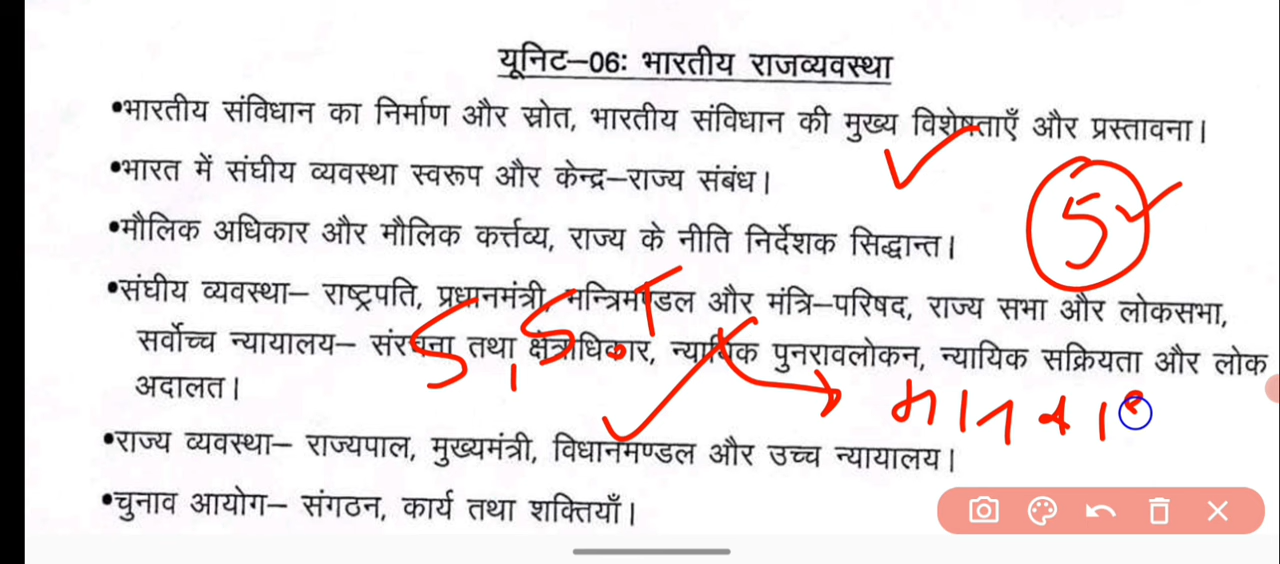 यूनिट–06: भारतीय राजव्यवस्था
•भारतीय संविधान का निर्माण और स्रोत, भारतीय संविधान की मुख्य विशेषताएँ और प्रस्तावना।
•भारत में संघीय व्यवस्था स्वरूप और केन्द्र–राज्य संबंध।
•मौलिक अधिकार और मौलिक कर्त्तव्य, राज्य के नीति निर्देशक सिद्धान्त।
5
•संघीय व्यवस्था– राष्ट्रपति, प्रधानमंत्री, मन्त्रिमण्डल और मंत्रि–परिषद, राज्य सभा और लोकसभा,
सर्वोच्च न्यायालय– संरचना तथा क्षेत्राधिकार, न्यायिक पुनरावलोकन, न्यायिक सक्रियता और लोक
अदालत।
•राज्य व्यवस्था– राज्यपाल, मुख्यमंत्री, विधानमण्डल और उच्च न्यायालय।
•चुनाव आयोग– संगठन, कार्य तथा शक्तियाँ।